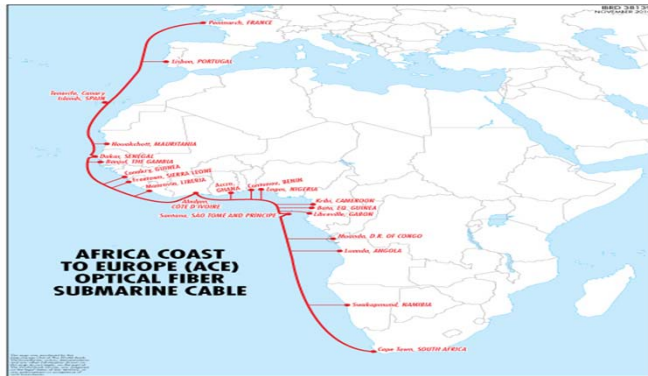 IBRD 38139
Penmarch, FRANCE
Lisbon, PORTUGAL
Tenerife, Canary
Islands, SPAIN
Nouakchott, MAURITANIA
Dakar, SENEGAL
Banjul, THE GAMBIA
Conakry, GUINEA
Freetown, SIERRA LEONE
Monrovia, LIBERIA
Abidjan,
CÔTE D'IVOIRE
Accra,
GHANA
Cotonou, BENIN
Lagos, NIGERIA
Kribi, CAMEROON
Bata, EQ. GUINEA
Libreville, GABON
Santana, SAO TOME AND PRINCIPE
Muanda, D.R. OF CONGO
Luanda, ANGOLA
Swakopmund, NAMIBIA
Cape Town, SOUTH AFRICA
AFRICA COAST
TO EUROPE (ACE)
OPTICAL FIBER
SUBMARINE CABLE